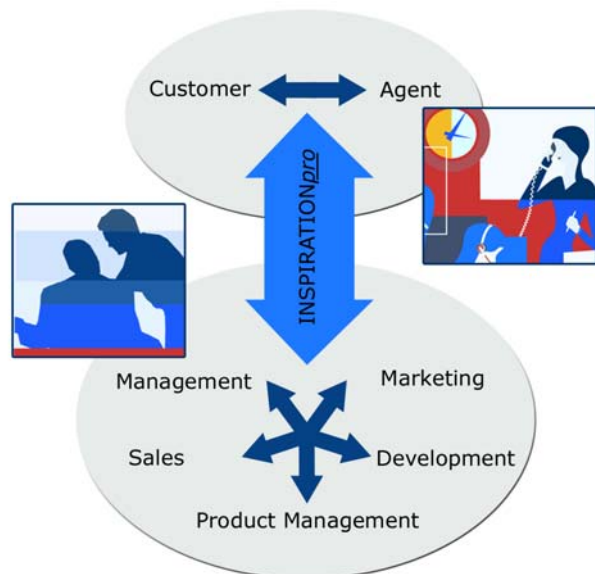 Customer Agent
INSPIRATIONpro
Management Marketing
Sales Development
Product Management